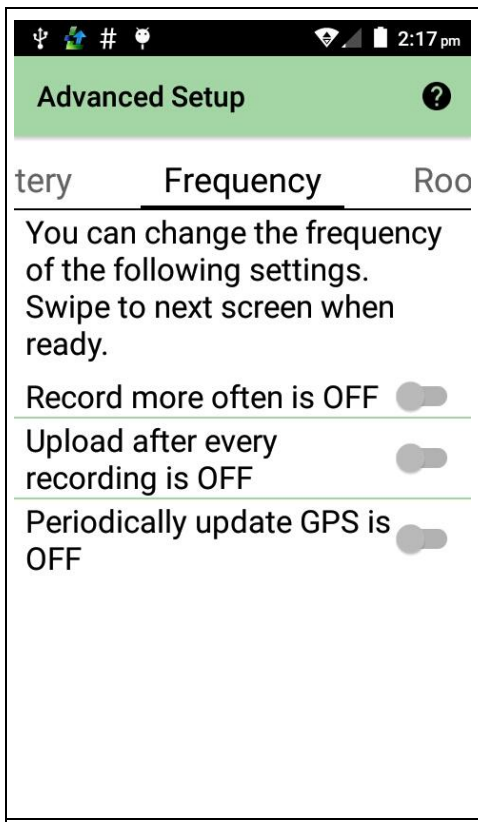 # 2:17 pm
Advanced Setup ?
tery Frequency Roo
You can change the frequency
of the following settings.
Swipe to next screen when
ready.
Record more often is OFF
Upload after every
recording is OFF
Periodically update GPS is
OFF